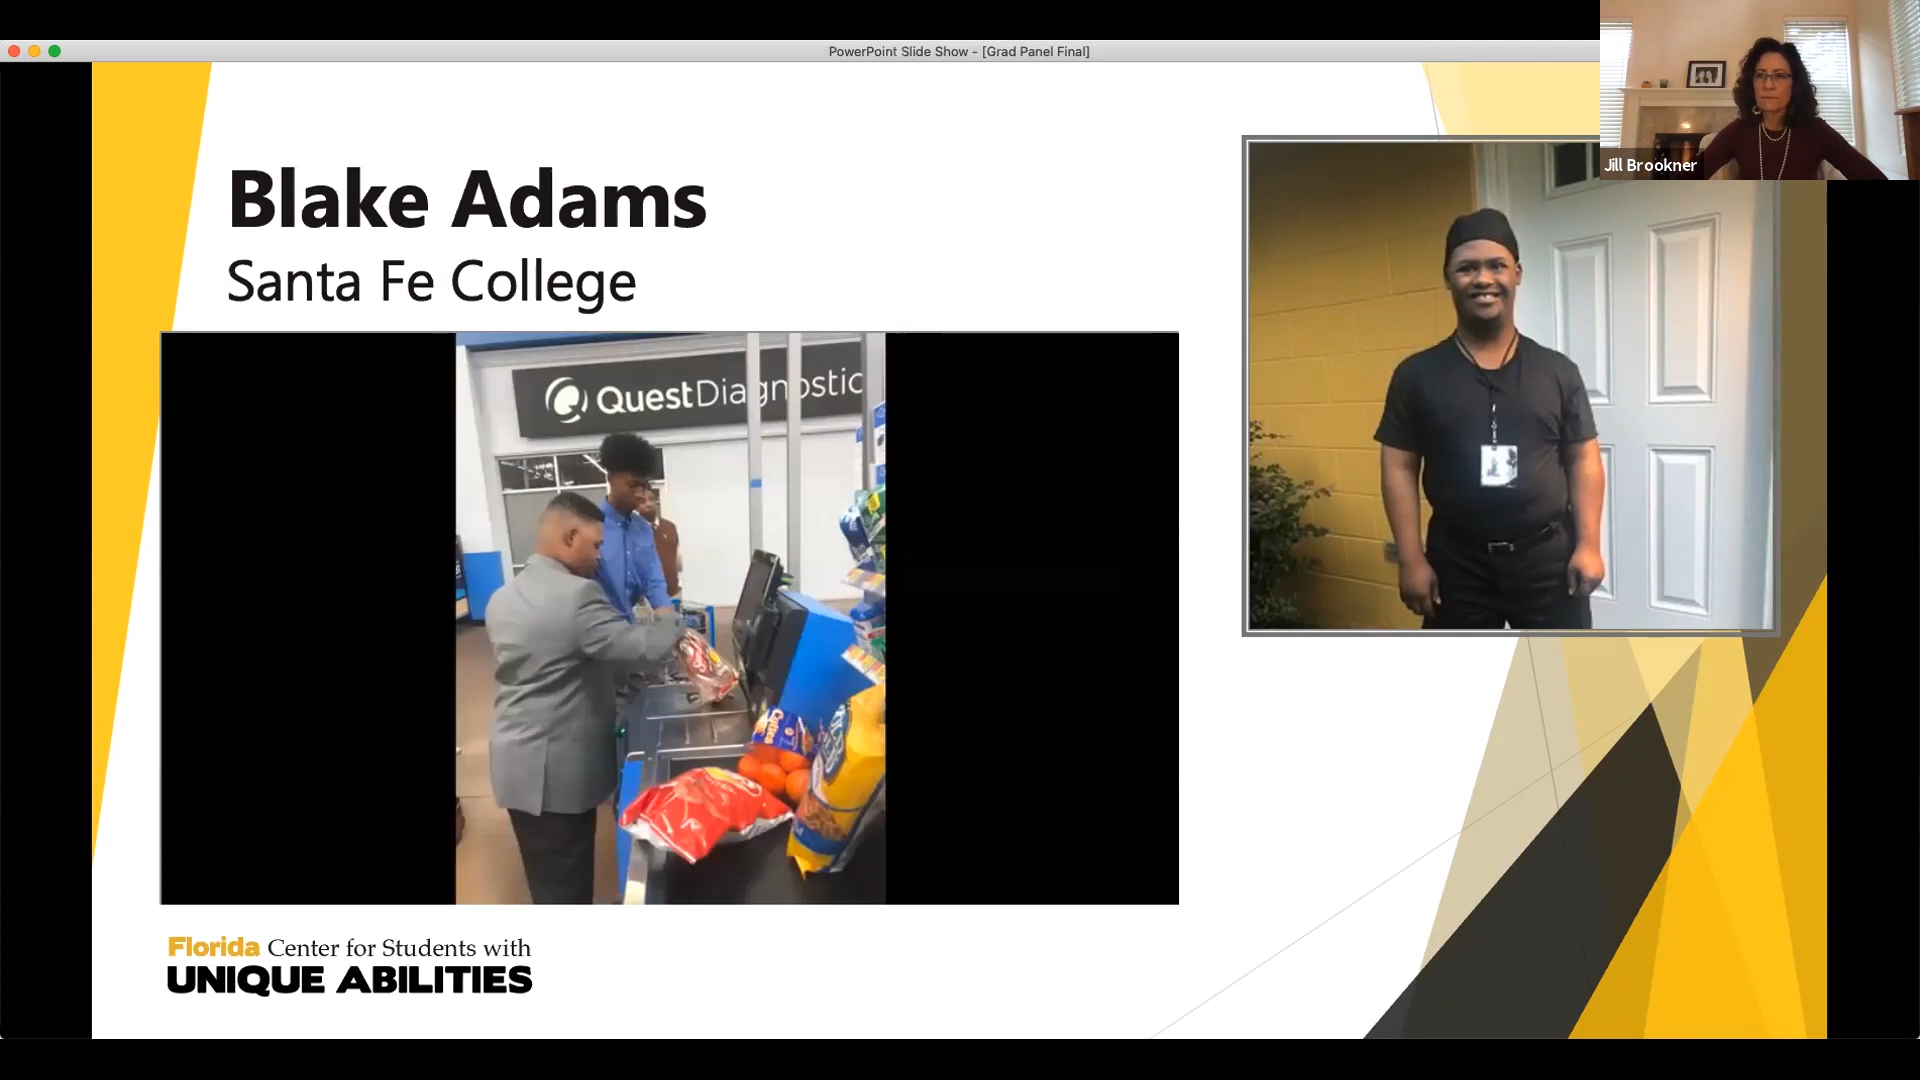 PowerPoint Slide Show - [Grad Panel Final]
Jill Brookner
Blake Adams
Santa Fe College
QuestDiagnostic
Cuties
Florida Center for Students with
UNIQUE ABILITIES